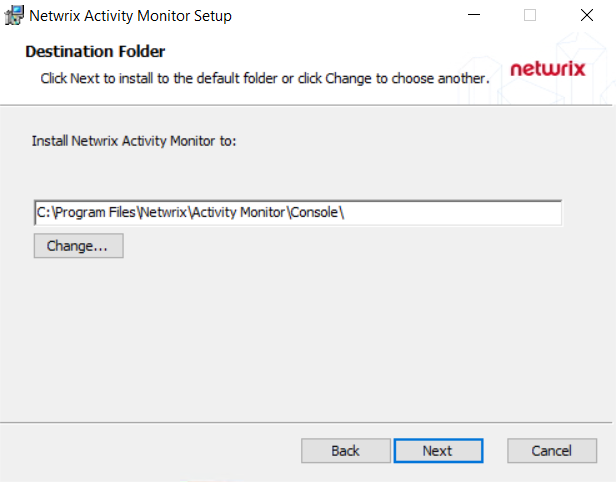 Netwrix Activity Monitor Setup
Destination Folder
Click Next to install to the default folder or click Change to choose another.
netwrix
Install Netwrix Activity Monitor to:
C:\Program Files\Netwrix\Activity Monitor\Console\
Change...
Back
Next
Cancel